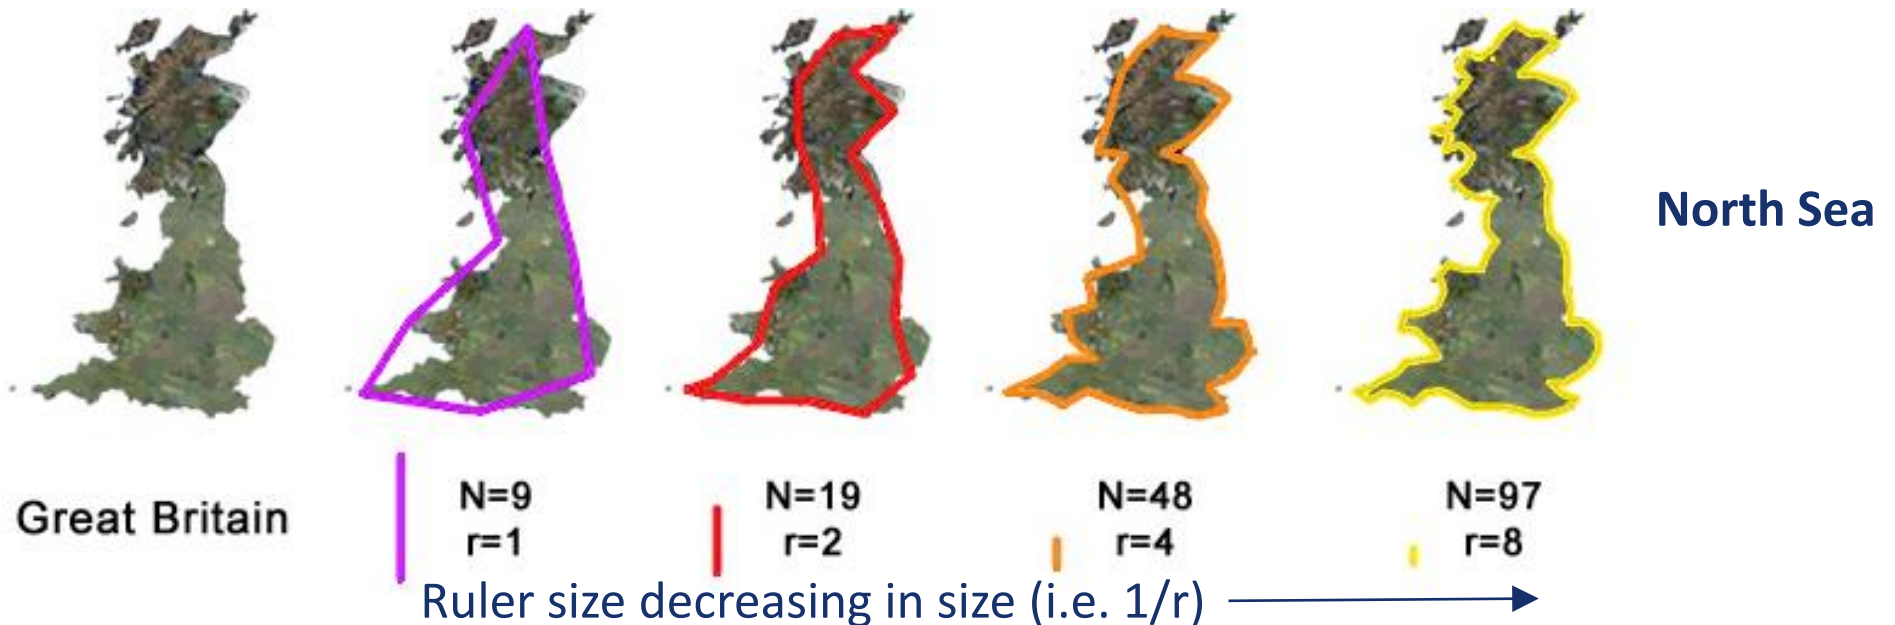 North Sea
Great Britain
N=9
r=1
N=19
r=2
N=48
r=4
N=97
r=8
Ruler size decreasing in size (i.e. 1/r)